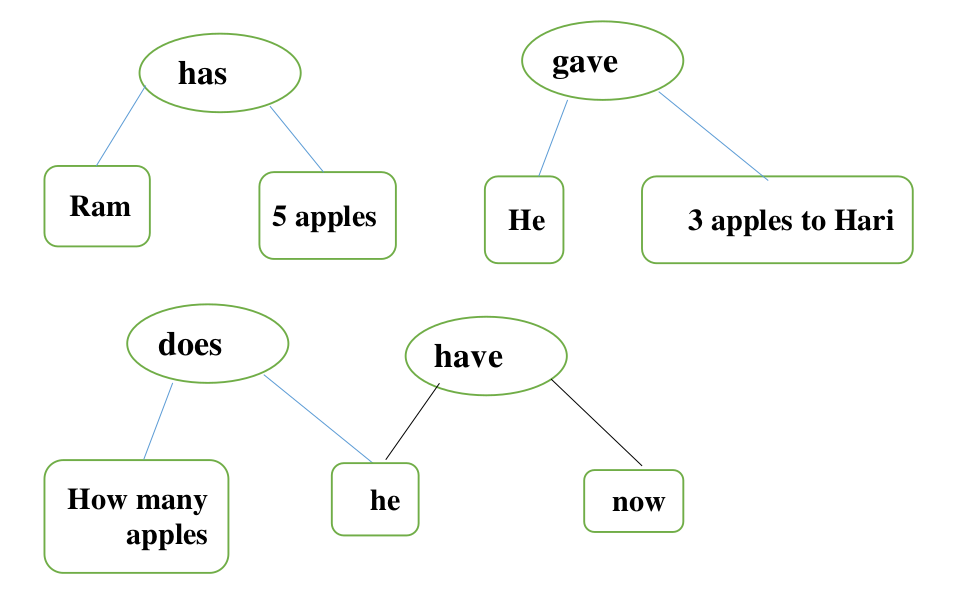 has
gave
Ram
5 apples
He
3 apples to Hari
does
have
How many
apples
he
now